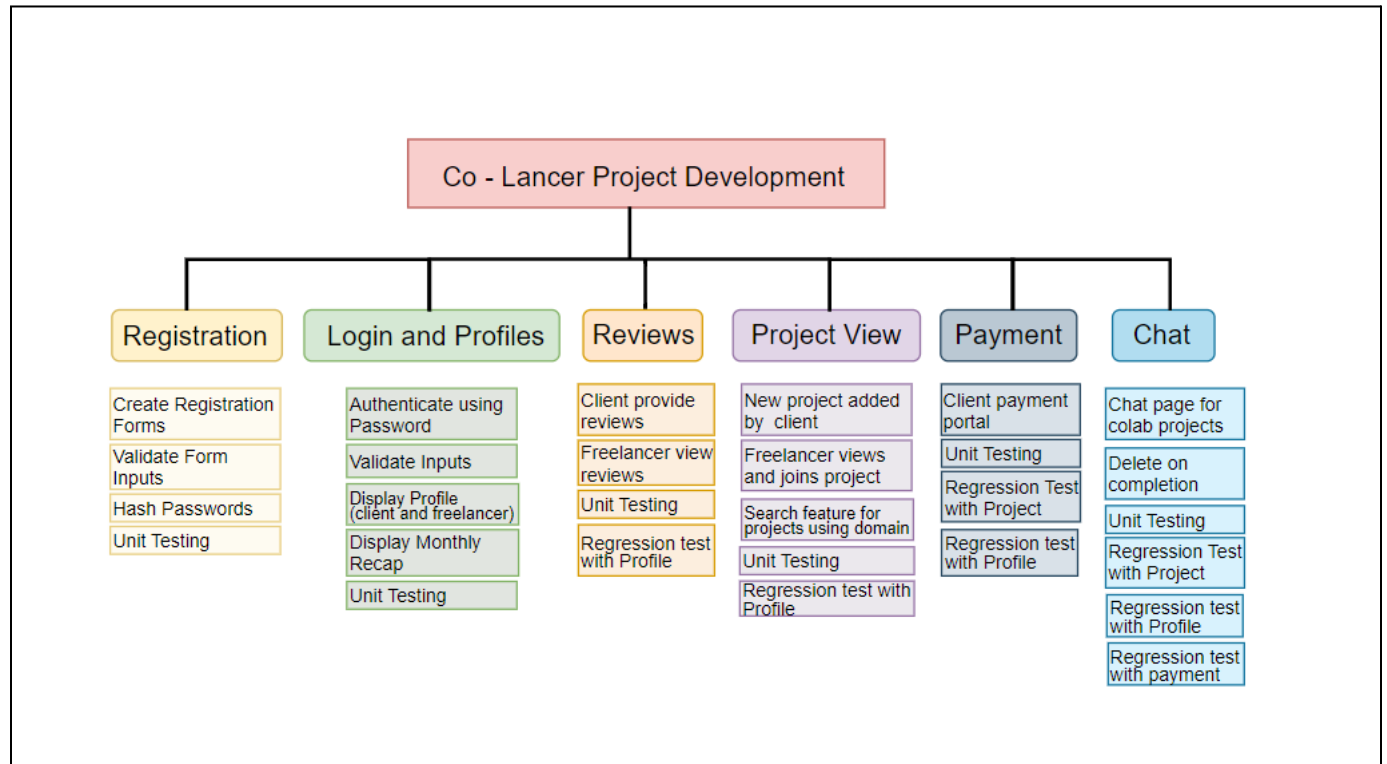 Co - Lancer Project Development
Registration
Create Registration
Forms
Validate Form
Inputs
Hash Passwords
Unit Testing
Login and Profiles
Authenticate using
Password
Validate Inputs
Display Profile
(client and freelancer)
Display Monthly
Recap
Unit Testing
Reviews
Client provide
reviews
Freelancer view
reviews
Unit Testing
Regression test
with Profile
Project View
New project added
by client
Freelancer views
and joins project
Search feature for
projects using domain
Unit Testing
Regression test with
Profile
Payment
Client payment
portal
Unit Testing
Regression Test
with Project
Regression test
with Profile
Chat
Chat page for
colab projects
Delete on
completion
Unit Testing
Regression Test
with Project
Regression test
with Profile
Regression test
with payment